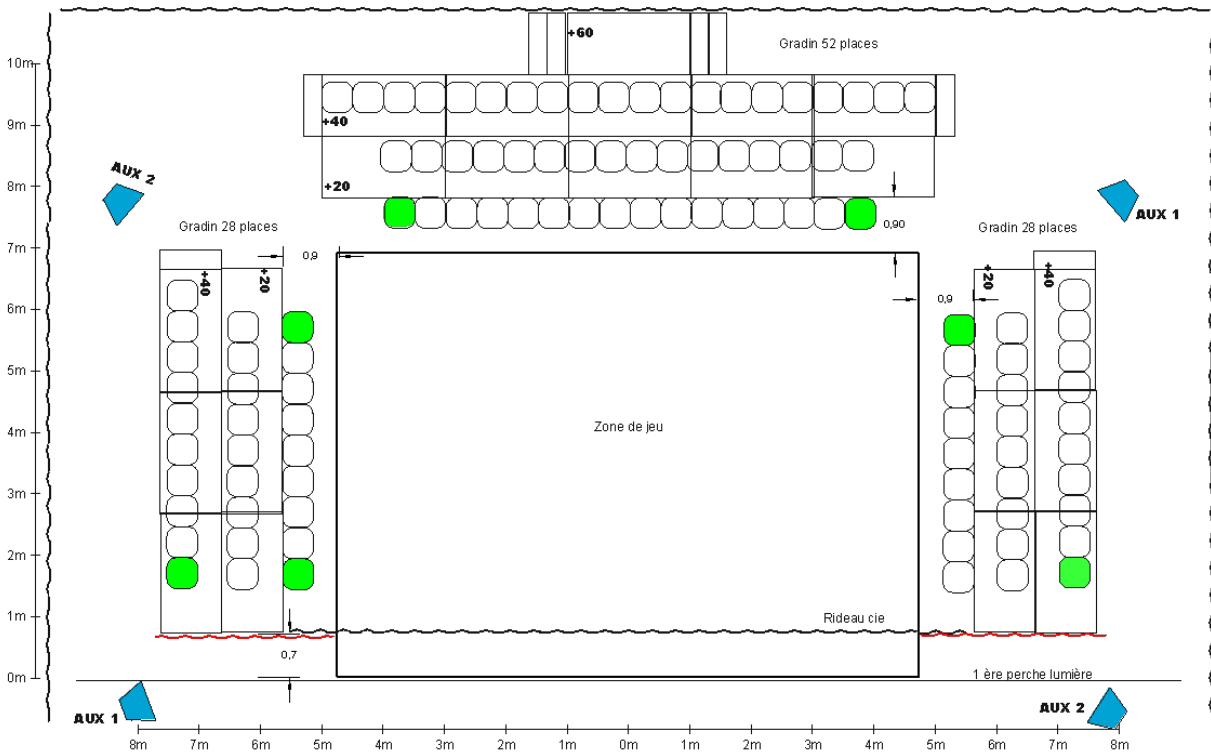 +60
Gradin 52 places
10m
+40
9m
AUX 2
8m
+20
AUX 1
0,90
Gradin 28 places
Gradin 28 places
7m
0,9
+40
+20
+20
+40
0,9
6m
5m
Zone de jeu
4m
3m
2m
1m
Rideau cie
0,7
1 ère perche lumière
0m
AUX 1
AUX 2
8m 7m 6m 5m 4m 3m 2m 1m 0m 1m 2m 3m 4m 5m 6m 7m 8m